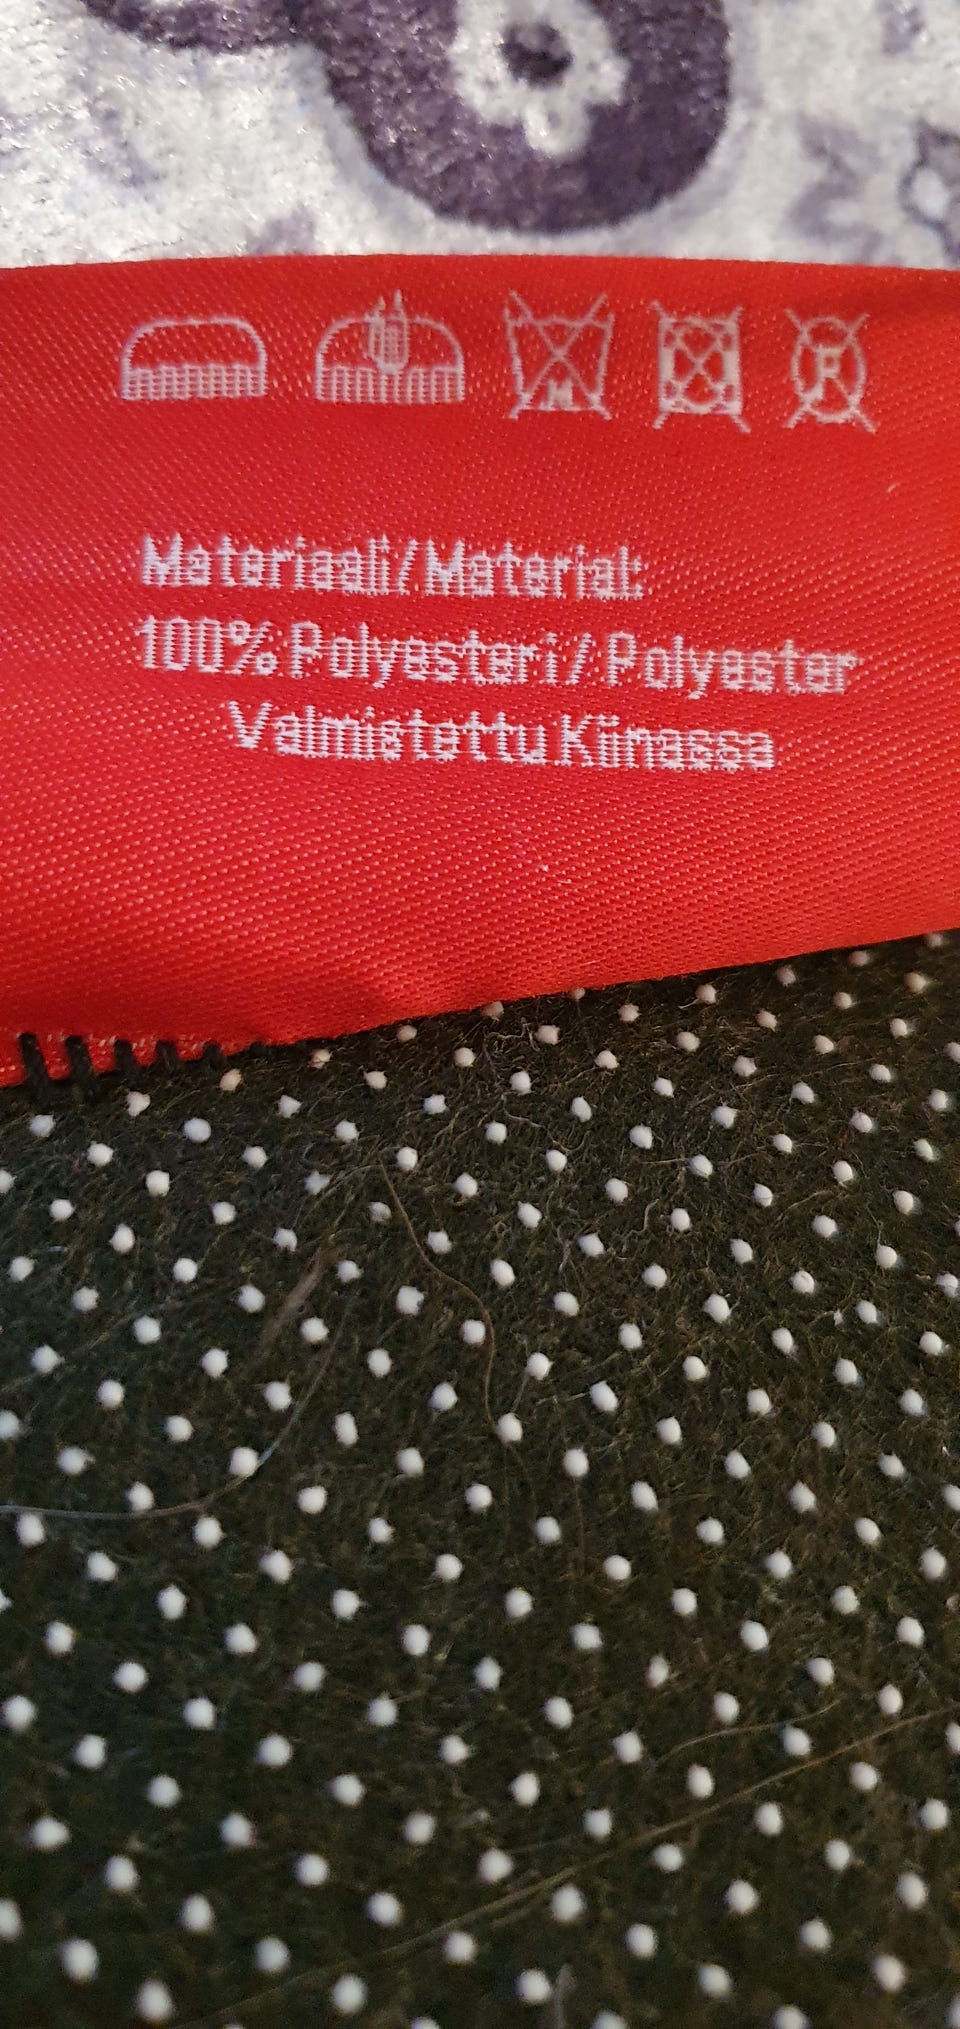 M P
Materiaali/Material:
100% Polyesteri / Polyester
Valmistettu Kiinassa